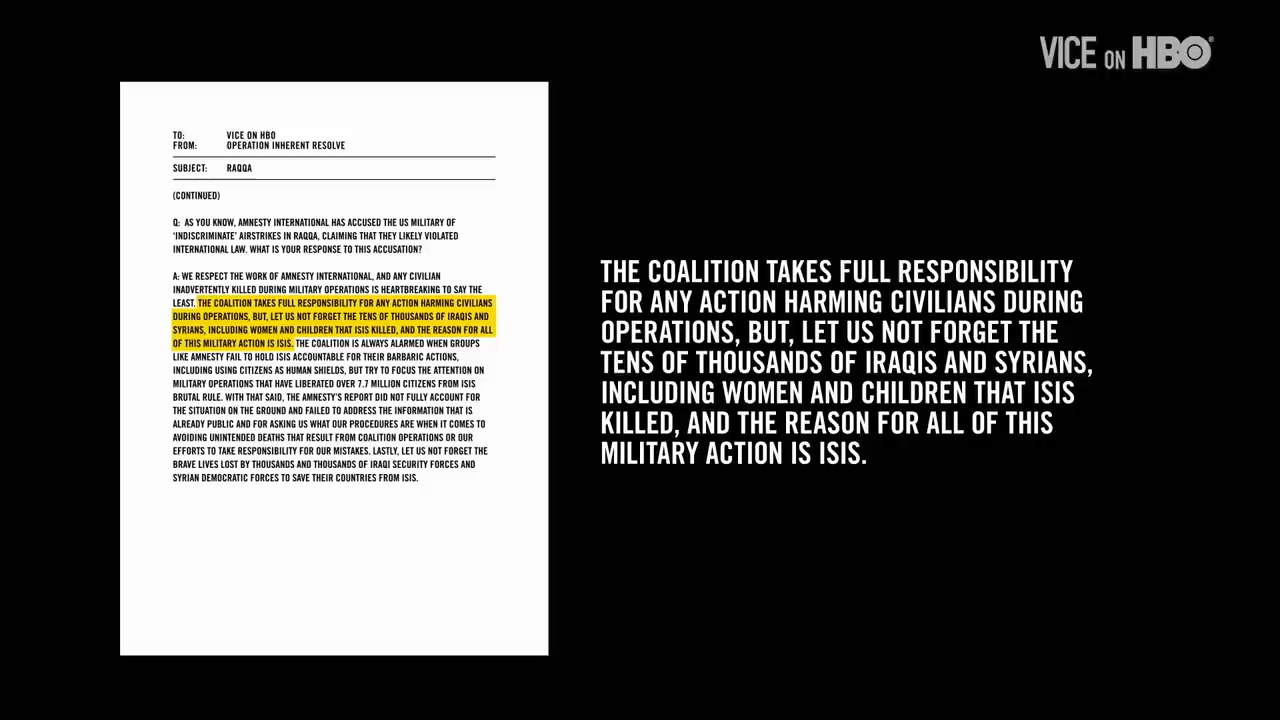 VICE ON HBO®
TO: VICE ON HBO
FROM: OPERATION INHERENT RESOLVE
SUBJECT: RAQQA
(CONTINUED)
Q: AS YOU KNOW, AMNESTY INTERNATIONAL HAS ACCUSED THE US MILITARY OF
'INDISCRIMINATE' AIRSTRIKES IN RAQQA, CLAIMING THAT THEY LIKELY VIOLATED
INTERNATIONAL LAW. WHAT IS YOUR RESPONSE TO THIS ACCUSATION?
A: WE RESPECT THE WORK OF AMNESTY INTERNATIONAL, AND ANY CIVILIAN
INADVERTENTLY KILLED DURING MILITARY OPERATIONS IS HEARTBREAKING TO SAY THE
LEAST. THE COALITION TAKES FULL RESPONSIBILITY FOR ANY ACTION HARMING CIVILIANS
DURING OPERATIONS, BUT, LET US NOT FORGET THE TENS OF THOUSANDS OF IRAQIS AND
SYRIANS, INCLUDING WOMEN AND CHILDREN THAT ISIS KILLED, AND THE REASON FOR ALL
OF THIS MILITARY ACTION IS ISIS. THE COALITION IS ALWAYS ALARMED WHEN GROUPS
LIKE AMNESTY FAIL TO HOLD ISIS ACCOUNTABLE FOR THEIR BARBARIC ACTIONS,
INCLUDING USING CITIZENS AS HUMAN SHIELDS, BUT TRY TO FOCUS THE ATTENTION ON
MILITARY OPERATIONS THAT HAVE LIBERATED OVER 7.7 MILLION CITIZENS FROM ISIS
BRUTAL RULE. WITH THAT SAID, THE AMNESTY'S REPORT DID NOT FULLY ACCOUNT FOR
THE SITUATION ON THE GROUND AND FAILED TO ADDRESS THE INFORMATION THAT IS
ALREADY PUBLIC AND FOR ASKING US WHAT OUR PROCEDURES ARE WHEN IT COMES TO
AVOIDING UNINTENDED DEATHS THAT RESULT FROM COALITION OPERATIONS OR OUR
EFFORTS TO TAKE RESPONSIBILITY FOR OUR MISTAKES. LASTLY, LET US NOT FORGET THE
BRAVE LIVES LOST BY THOUSANDS AND THOUSANDS OF IRAQI SECURITY FORCES AND
SYRIAN DEMOCRATIC FORCES TO SAVE THEIR COUNTRIES FROM ISIS.
THE COALITION TAKES FULL RESPONSIBILITY
FOR ANY ACTION HARMING CIVILIANS DURING
OPERATIONS, BUT, LET US NOT FORGET THE
TENS OF THOUSANDS OF IRAQIS AND SYRIANS,
INCLUDING WOMEN AND CHILDREN THAT ISIS
KILLED, AND THE REASON FOR ALL OF THIS
MILITARY ACTION IS ISIS.